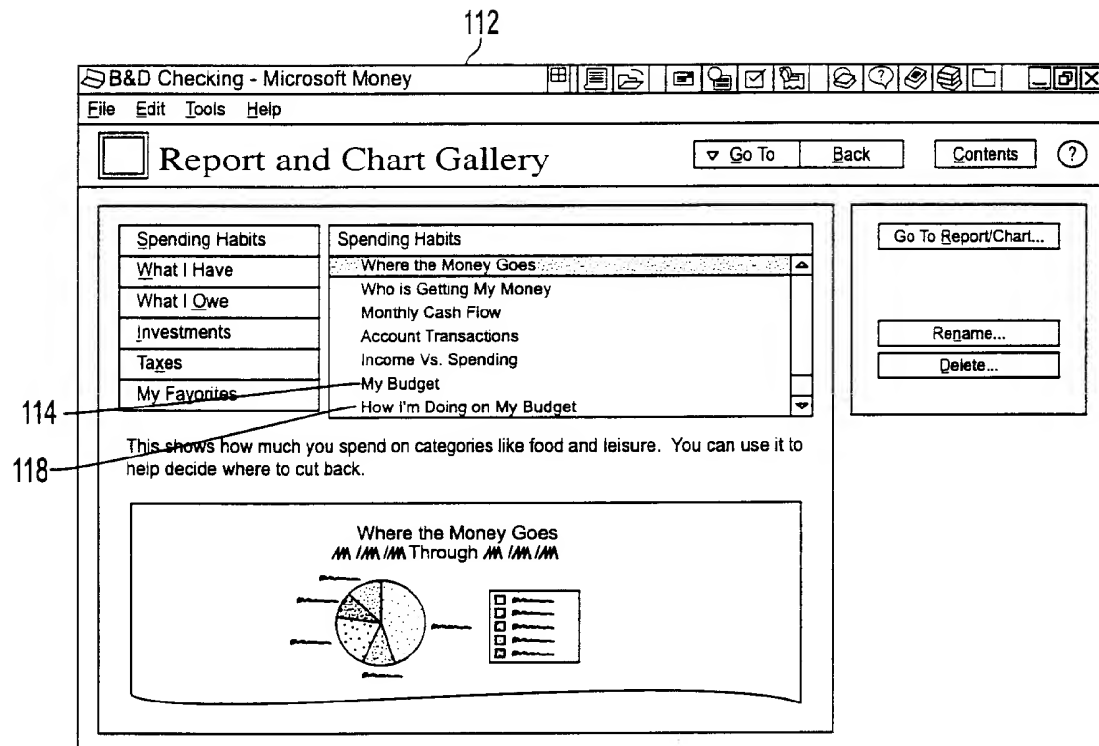 112
B&D Checking - Microsoft Money
File Edit Tools Help
Report and Chart Gallery
Go To Back Contents ?
Spending Habits
What I Have
What I Owe
Investments
Taxes
My Favorites
Spending Habits
Where the Money Goes
Who is Getting My Money
Monthly Cash Flow
Account Transactions
Income Vs. Spending
My Budget
How I'm Doing on My Budget
Go To Report/Chart...
Rename...
Delete...
114
118
This shows how much you spend on categories like food and leisure. You can use it to
help decide where to cut back.
Where the Money Goes
Through